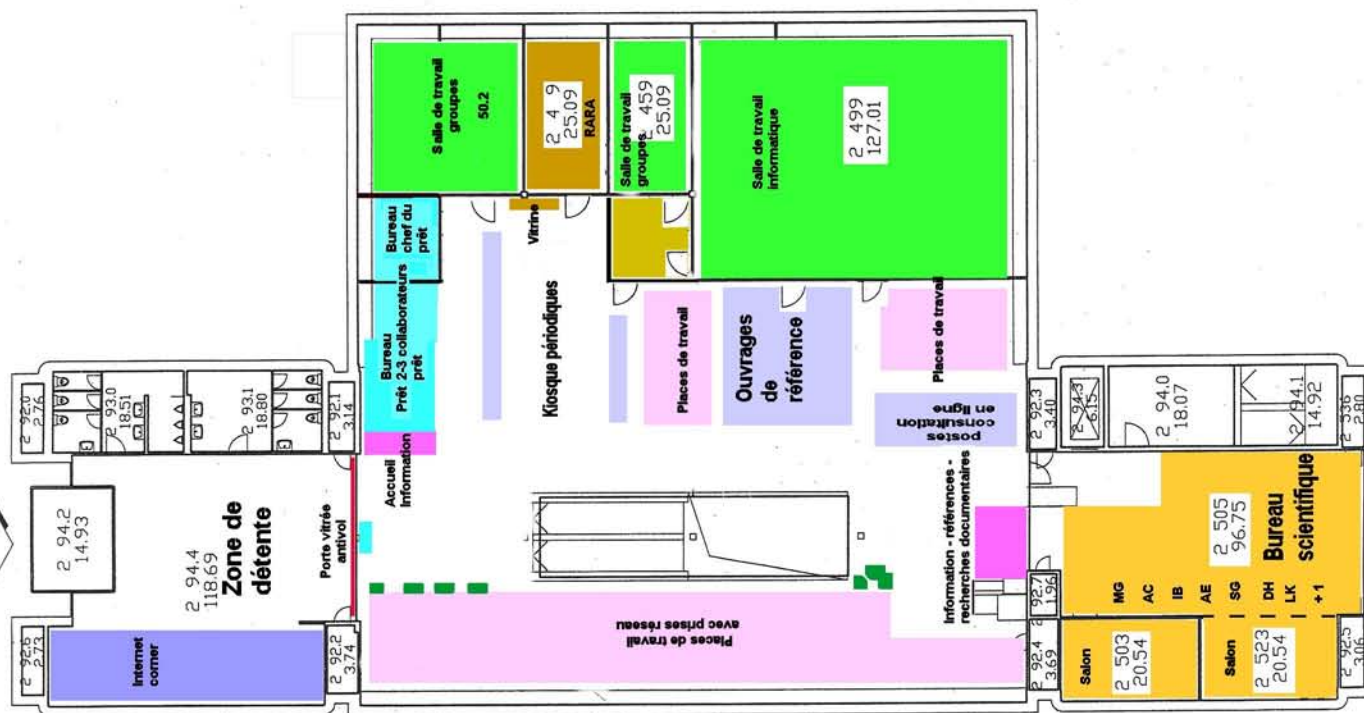 Salle de travail
groupes
50.2
2 4 9
25.09
RARA
Salle de travail
groupes
2 459
25.09
Salle de travail
informatique
2 499
127.01
Bureau
chef du
prêt
Vitrine
Bureau
Prêt 2-3 collaborateurs
prêt
Kiosque périodiques
Places de travail
Ouvrages
de
référence
Places de travail
postes
consultation
en ligne
Accueil
Information
2 92.0
2.76
2 93.0
18.51
2 93.1
18.80
2 92.1
3.14
2 94.2
14.93
2 94.4
118.69
Zone de
détente
Porte vitrée
antivol
Internet
corner
2 92.6
2.73
2 92.2
3.74
Places de travail
avec prises réseau
Information - références -
recherches documentaires
2 92.3
3.40
2 94.3
6.15
2 94.0
18.07
2 94.1
14.92
2 536
2.80
2 505
96.75
Bureau
scientifique
MG
AC
IB
AE
SG
DH
LK
+ 1
2 92.7
1.96
2 92.4
3.69
Salon
2 503
20.54
Salon
2 523
20.54
2 92.5
3.06